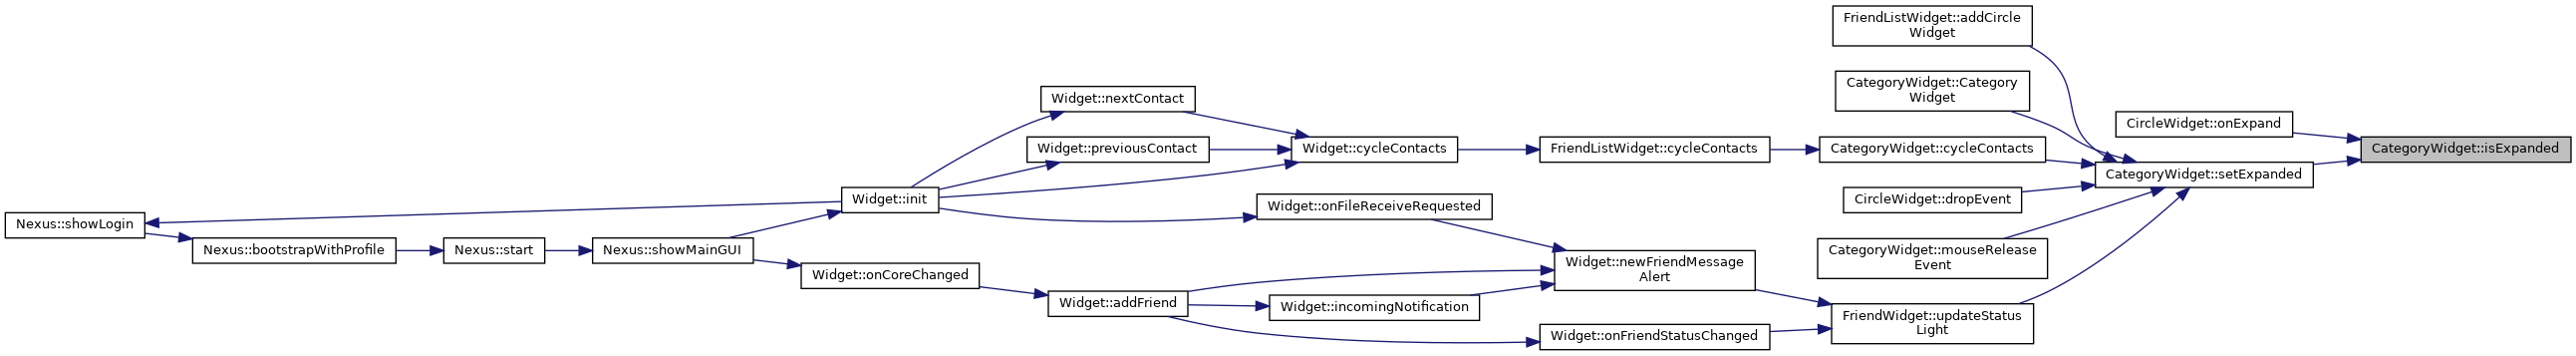 FriendListWidget::addCircle
Widget
CategoryWidget::Category
Widget
Widget::nextContact
CircleWidget::onExpand
Widget::previousContact
Widget::cycleContacts
FriendListWidget::cycleContacts
CategoryWidget::cycleContacts
CategoryWidget::isExpanded
CategoryWidget::setExpanded
Widget::init
Widget::onFileReceiveRequested
CircleWidget::dropEvent
Nexus::showLogin
Nexus::bootstrapWithProfile
Nexus::start
Nexus::showMainGUI
CategoryWidget::mouseRelease
Event
Widget::onCoreChanged
Widget::newFriendMessage
Alert
Widget::addFriend
Widget::incomingNotification
FriendWidget::updateStatus
Light
Widget::onFriendStatusChanged